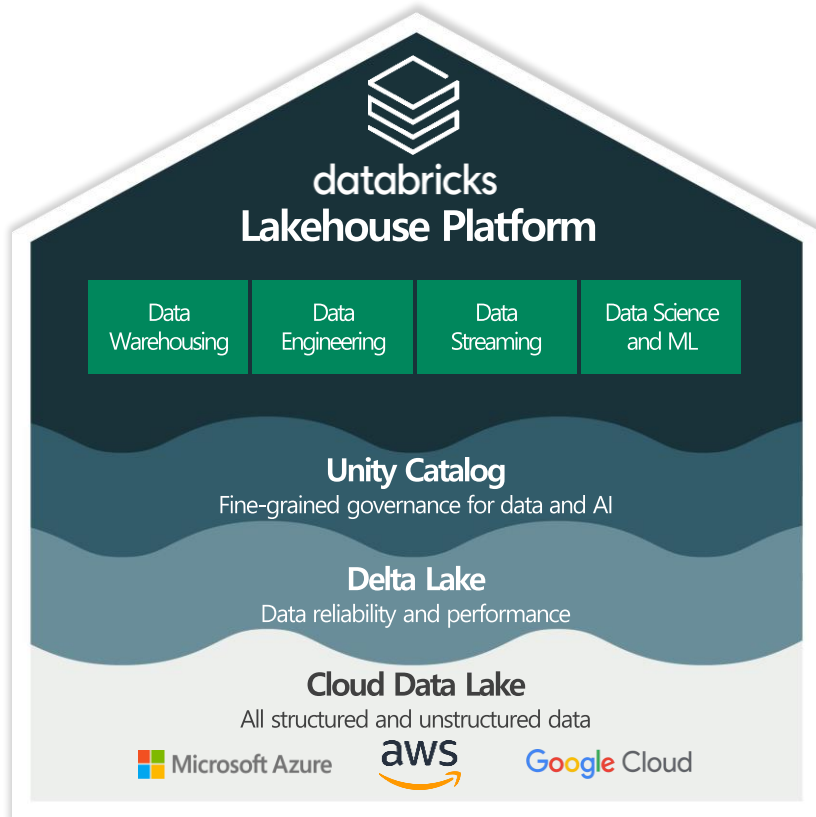 databricks
Lakehouse Platform
Data Warehousing
Data Engineering
Data Streaming
Data Science and ML
Unity Catalog
Fine-grained governance for data and AI
Delta Lake
Data reliability and performance
Cloud Data Lake
All structured and unstructured data
Microsoft Azure
aws
Google Cloud